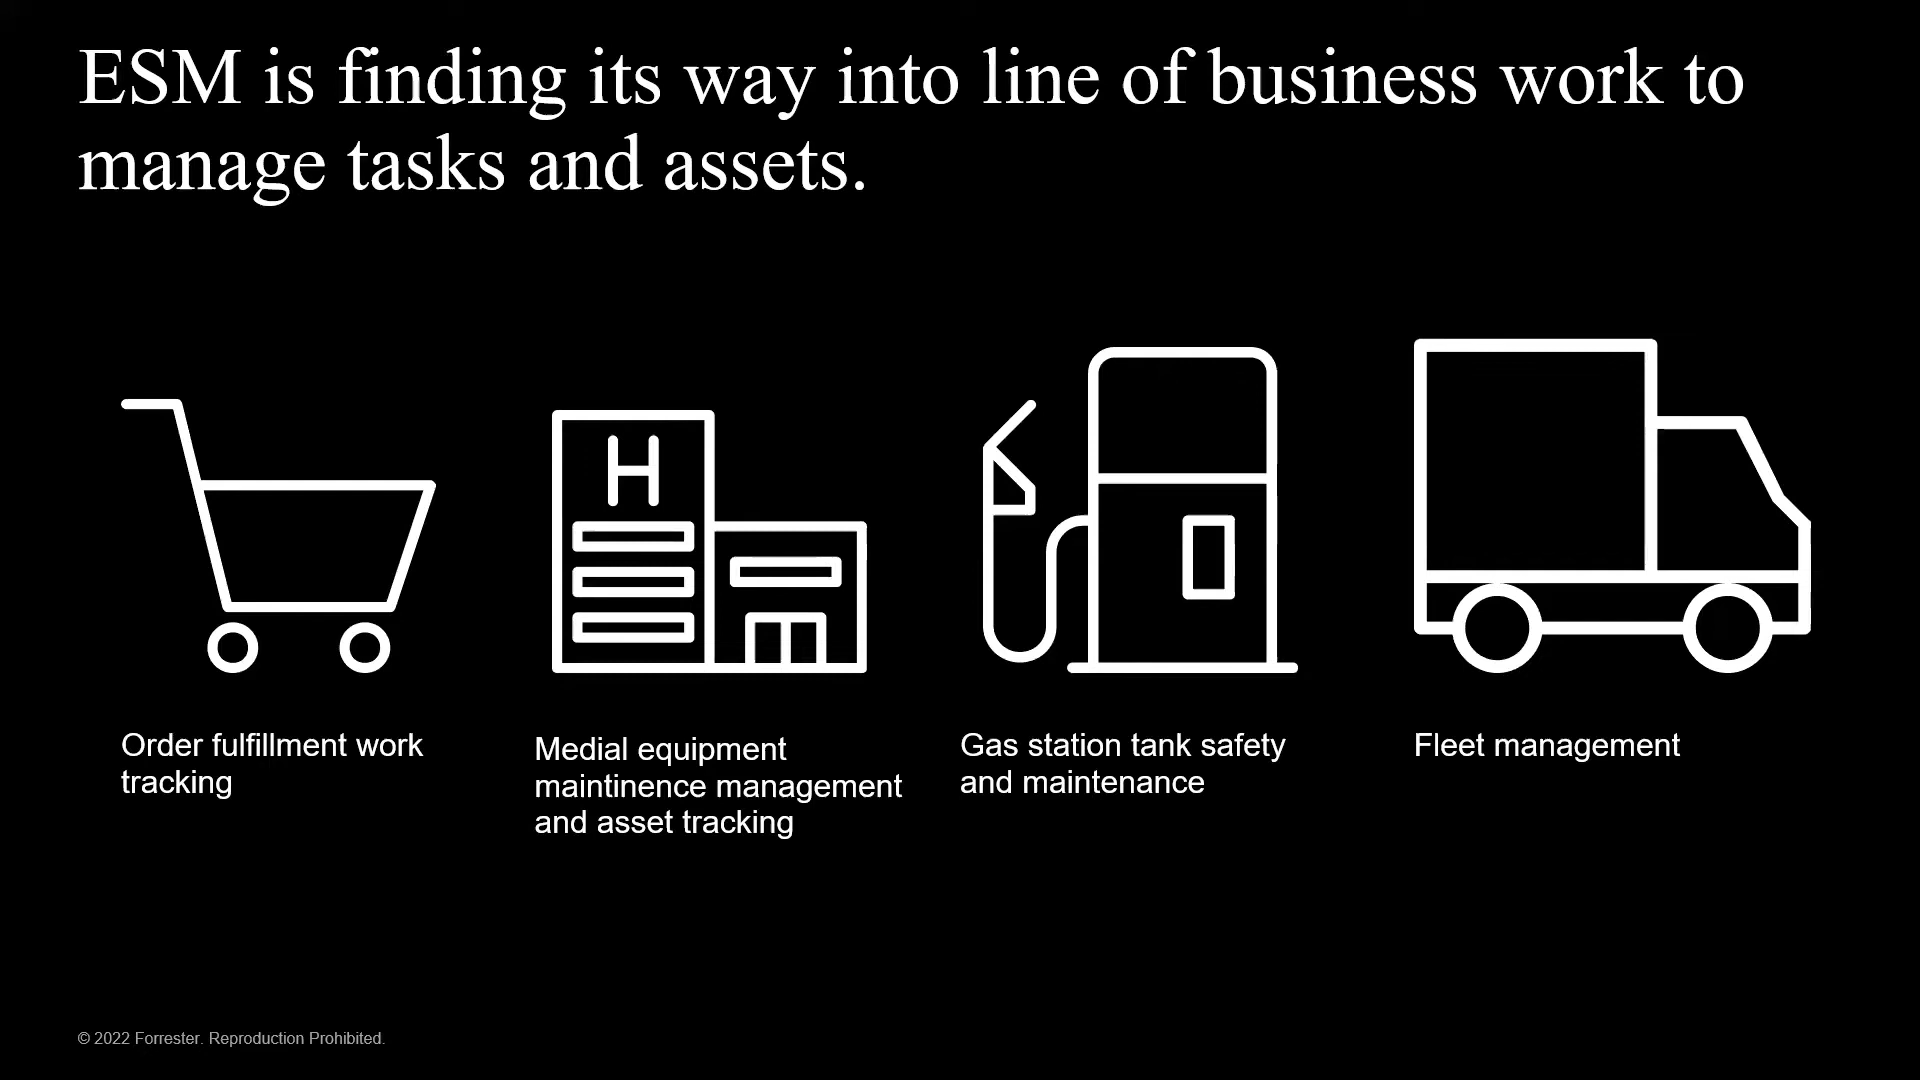 ESM is finding its way into line of business work to
manage tasks and assets.
H
Order fulfillment work
tracking
Medial equipment
maintinence management
and asset tracking
Gas station tank safety
and maintenance
Fleet management
© 2022 Forrester. Reproduction Prohibited.